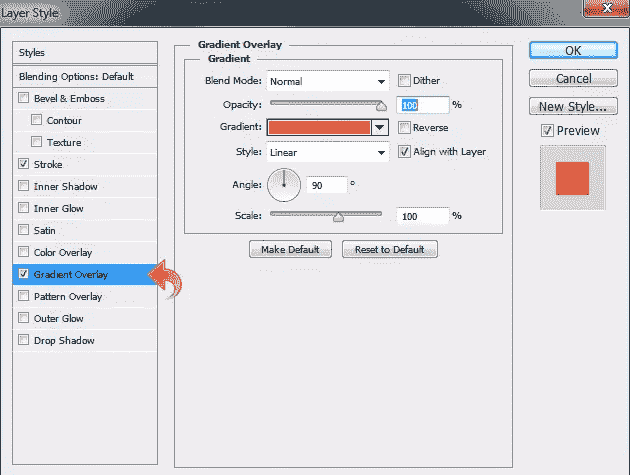 Layer Style
Styles
Blending Options: Default
Bevel & Emboss
Contour
Texture
Stroke
Inner Shadow
Inner Glow
Satin
Color Overlay
Gradient Overlay
Pattern Overlay
Outer Glow
Drop Shadow
Gradient Overlay
Gradient
Blend Mode: Normal Dither
Opacity: 100 %
Gradient: Reverse
Style: Linear Align with Layer
Angle: 90 °
Scale: 100 %
Make Default Reset to Default
OK
Cancel
New Style...
Preview